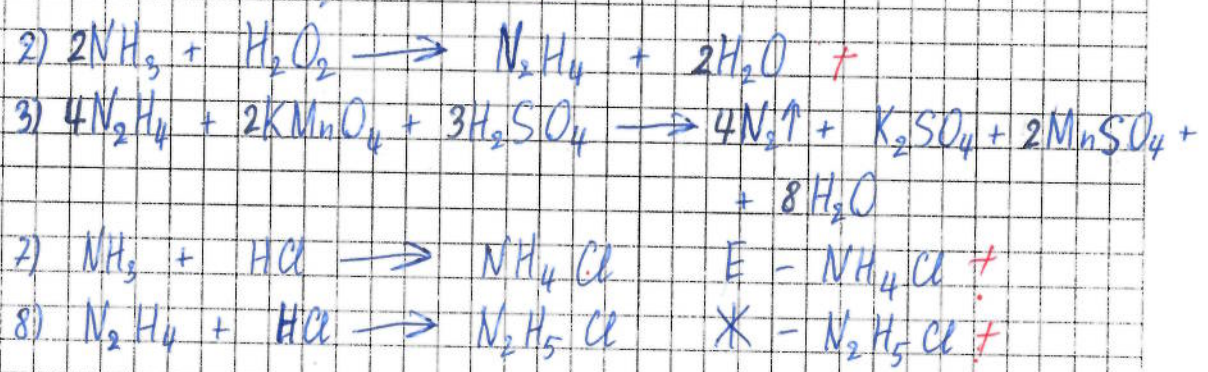 2) 2NH₃ + H₂O₂ ⟶ N₂H₄ + 2H₂O +
3) 4N₂H₄ + 2KMnO₄ + 3H₂SO₄ ⟶ 4N₂↑ + K₂SO₄ + 2MnSO₄ +
+ 8H₂O
7) NH₃ + HCl ⟶ NH₄Cl E – NH₄Cl +
8) N₂H₄ + HCl ⟶ N₂H₅Cl Ж – N₂H₅Cl +